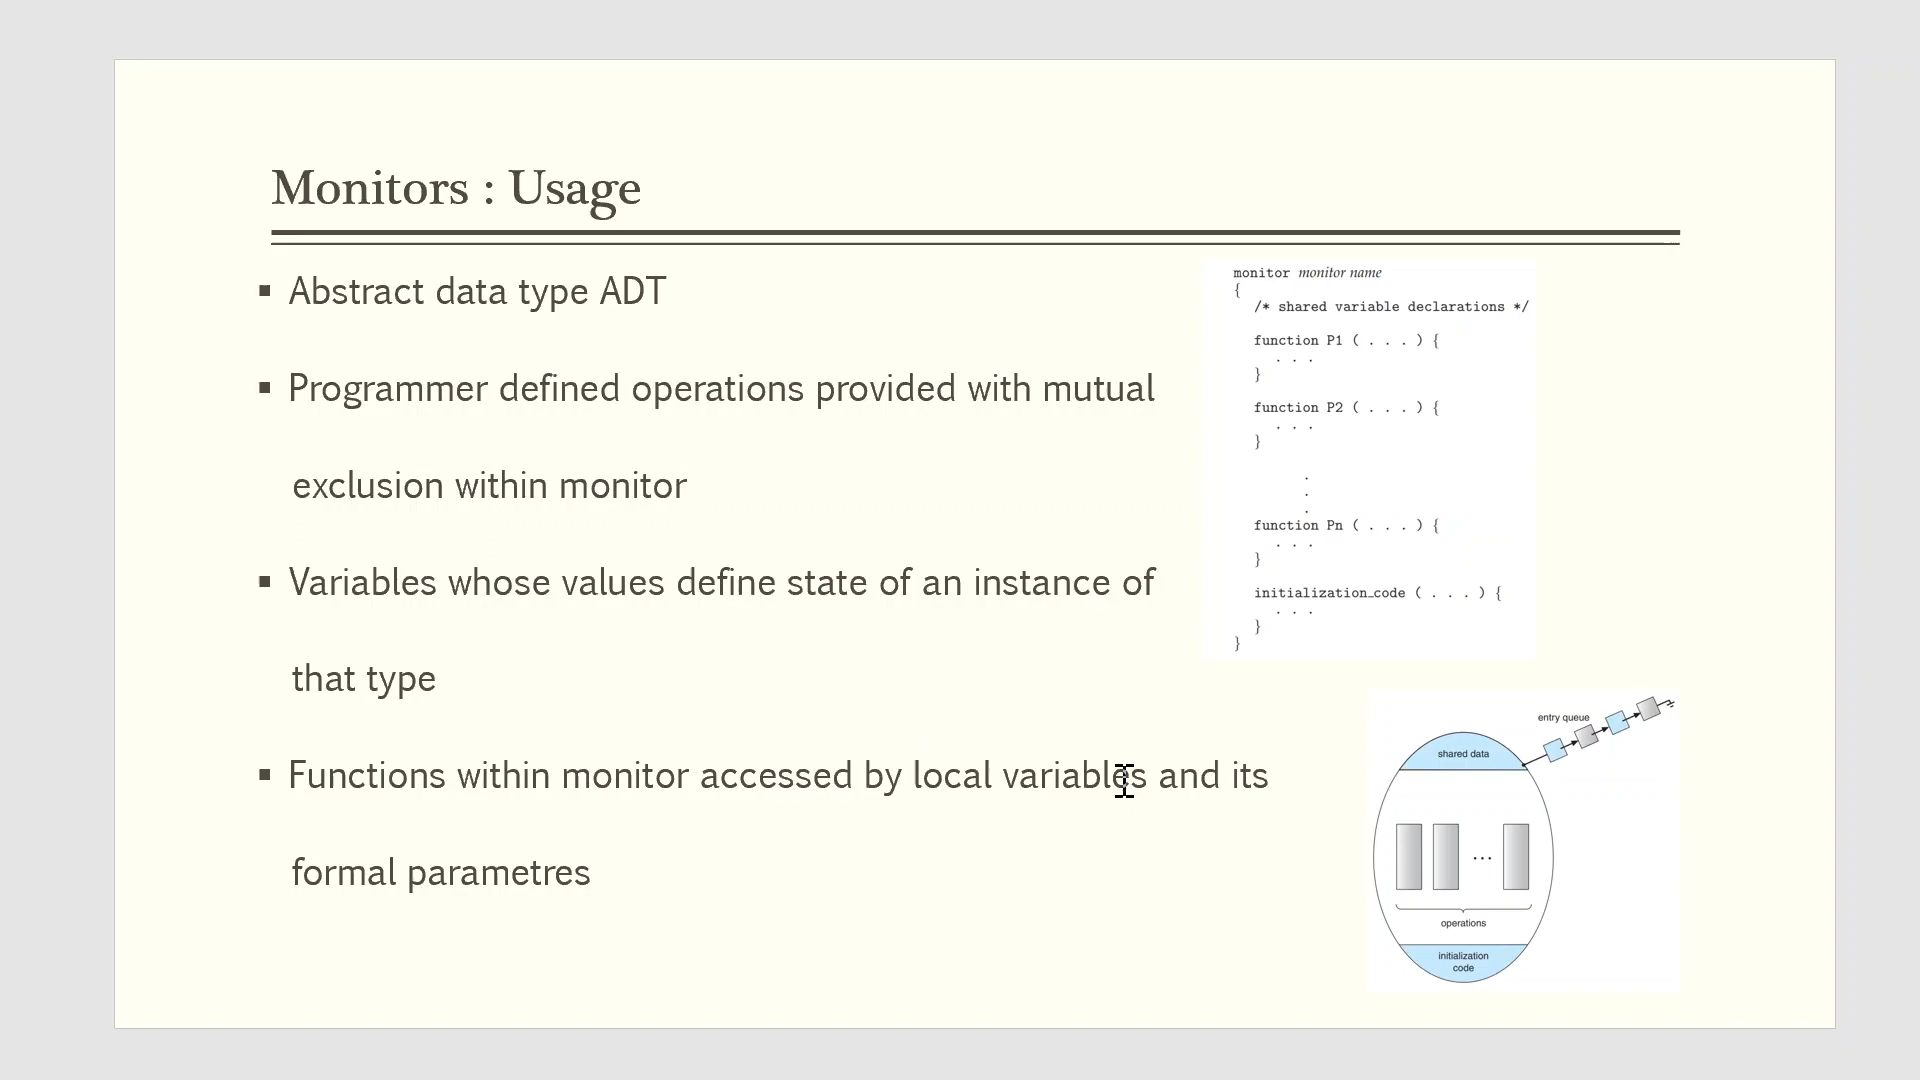 Monitors : Usage
▪ Abstract data type ADT
▪ Programmer defined operations provided with mutual
exclusion within monitor
▪ Variables whose values define state of an instance of
that type
▪ Functions within monitor accessed by local variables and its
formal parametres
monitor monitor name
{
/* shared variable declarations */
function P1 ( . . . ) {
. . .
}
function P2 ( . . . ) {
. . .
}
.
.
.
function Pn ( . . . ) {
. . .
}
initialization_code ( . . . ) {
. . .
}
}
entry queue
shared data
...
operations
initialization
code